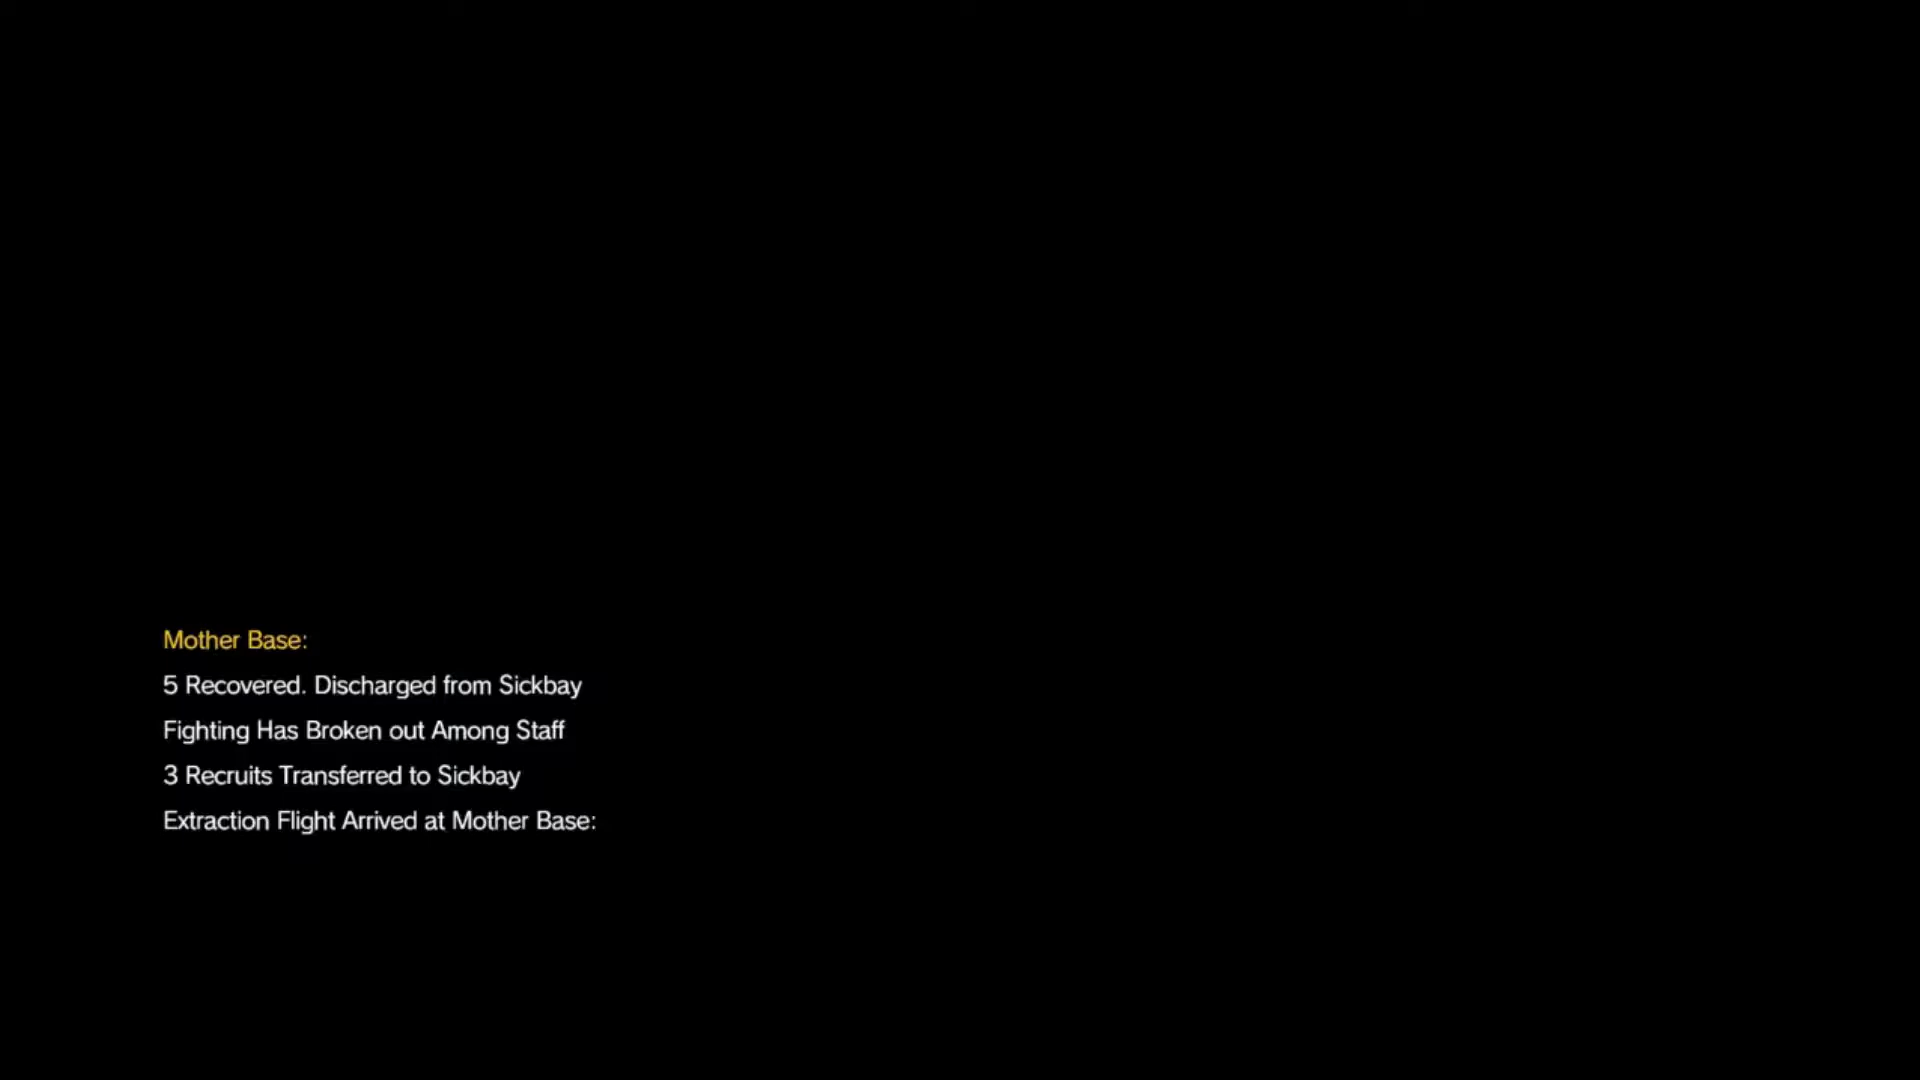 Mother Base:
5 Recovered. Discharged from Sickbay
Fighting Has Broken out Among Staff
3 Recruits Transferred to Sickbay
Extraction Flight Arrived at Mother Base: